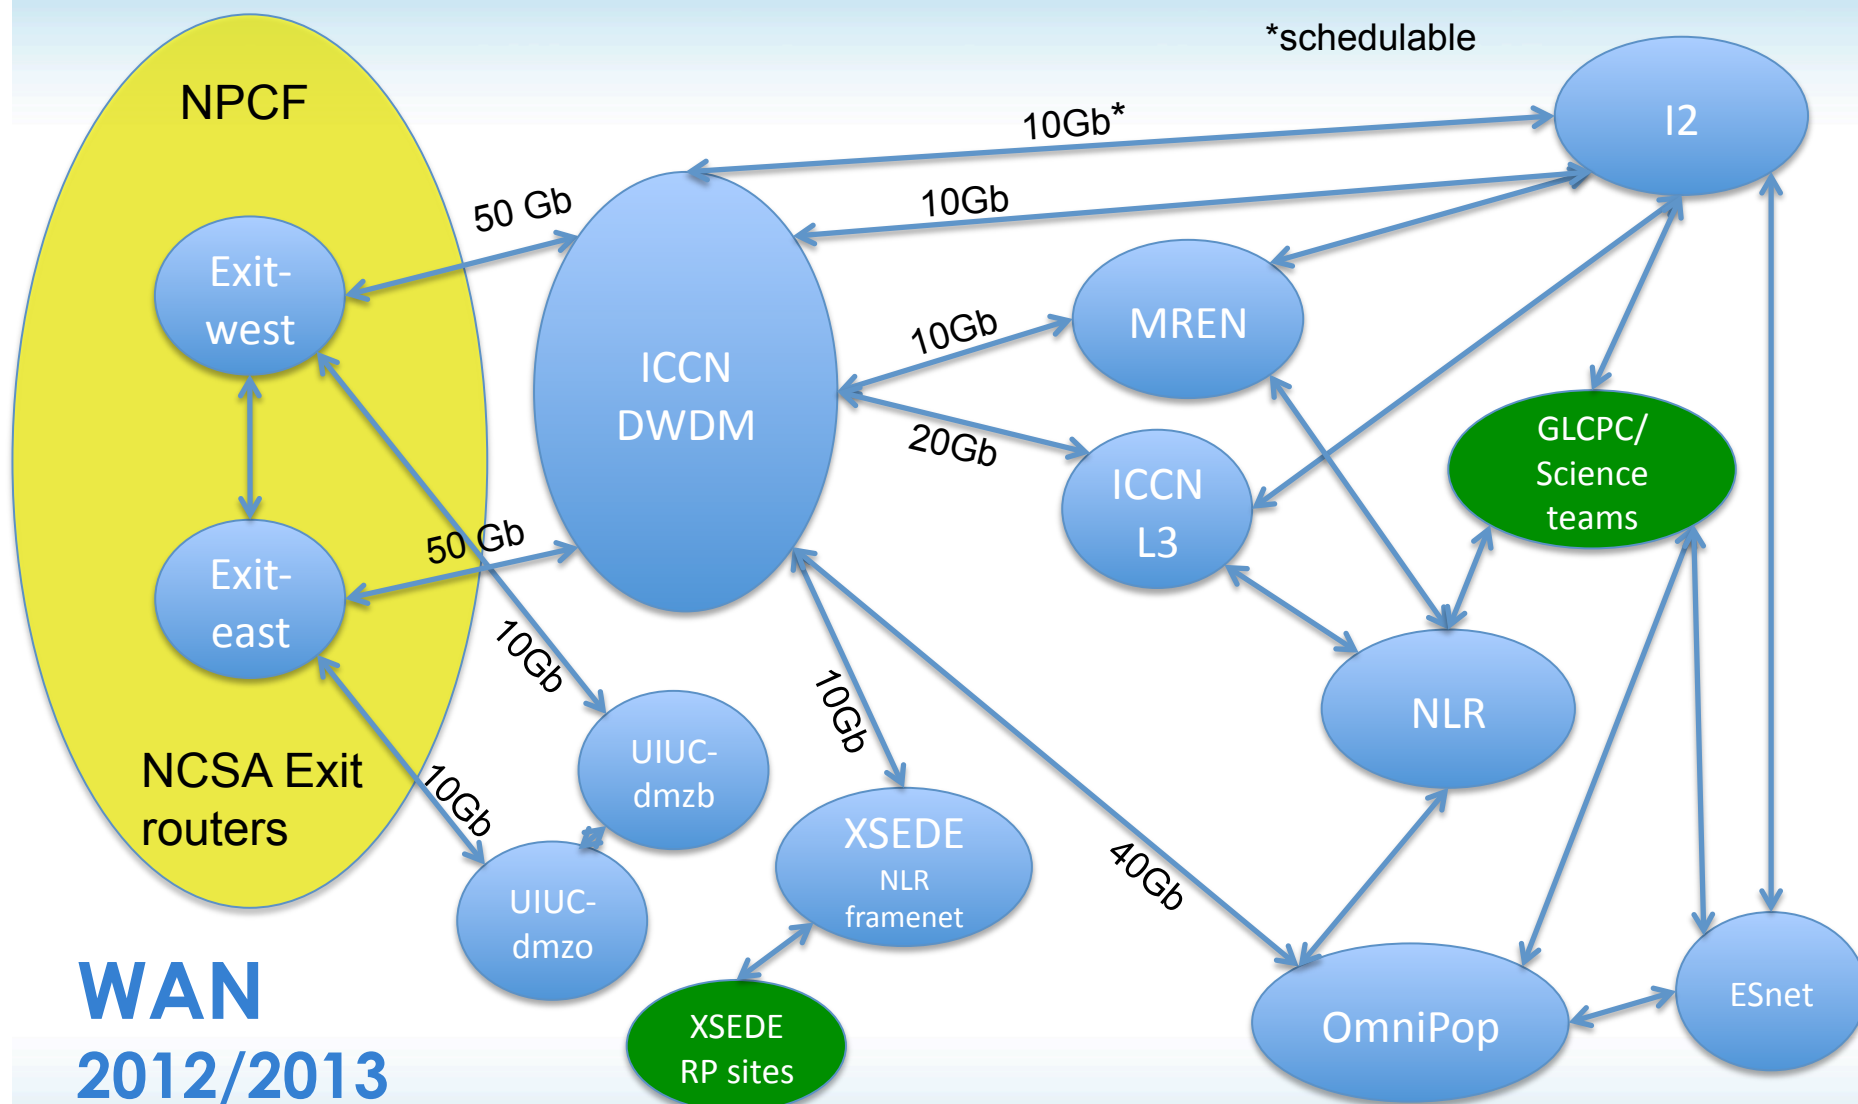 *schedulable
NPCF
I2
10Gb*
50 Gb
10Gb
Exit-
west
MREN
10Gb
ICCN
DWDM
20Gb
GLCPC/
Science
teams
ICCN
L3
50 Gb
Exit-
east
10Gb
10Gb
NLR
NCSA Exit
routers
10Gb
UIUC-
dmzb
XSEDE
NLR
framenet
40Gb
UIUC-
dmzo
ESnet
OmniPop
XSEDE
RP sites
WAN
2012/2013